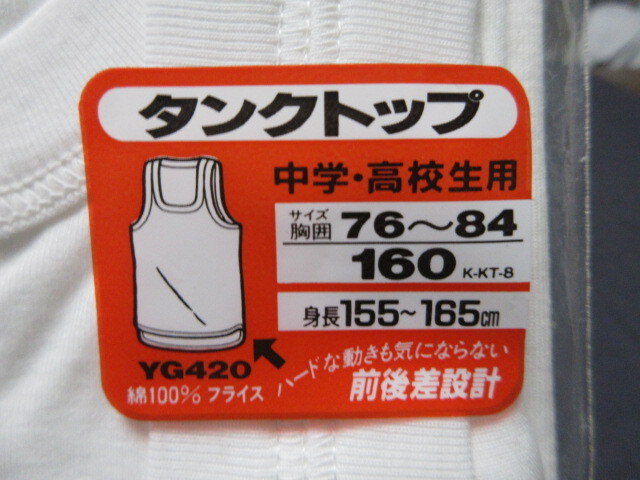 タンクトップ
中学・高校生用
サイズ
胸囲 76〜84
160 K-KT-8
身長155~165cm
YG420
綿100% フライス
ハードな動きも気にならない
前後差設計